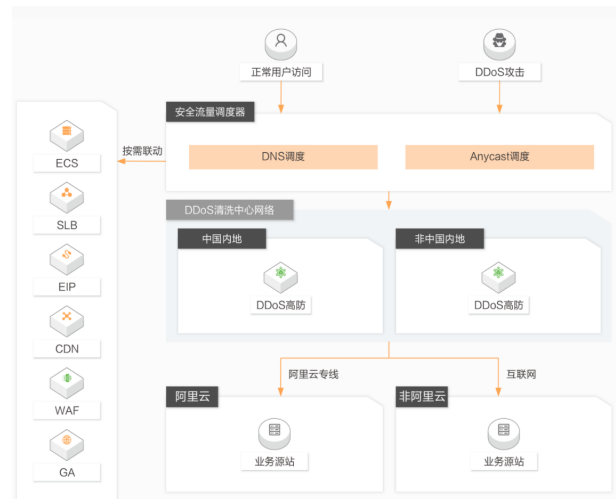 正常用户访问
DDoS攻击
安全流量调度器
DNS调度
Anycast调度
按需联动
ECS
SLB
EIP
CDN
WAF
GA
DDoS清洗中心网络
中国内地
非中国内地
DDoS高防
DDoS高防
阿里云专线
互联网
阿里云
非阿里云
业务源站
业务源站